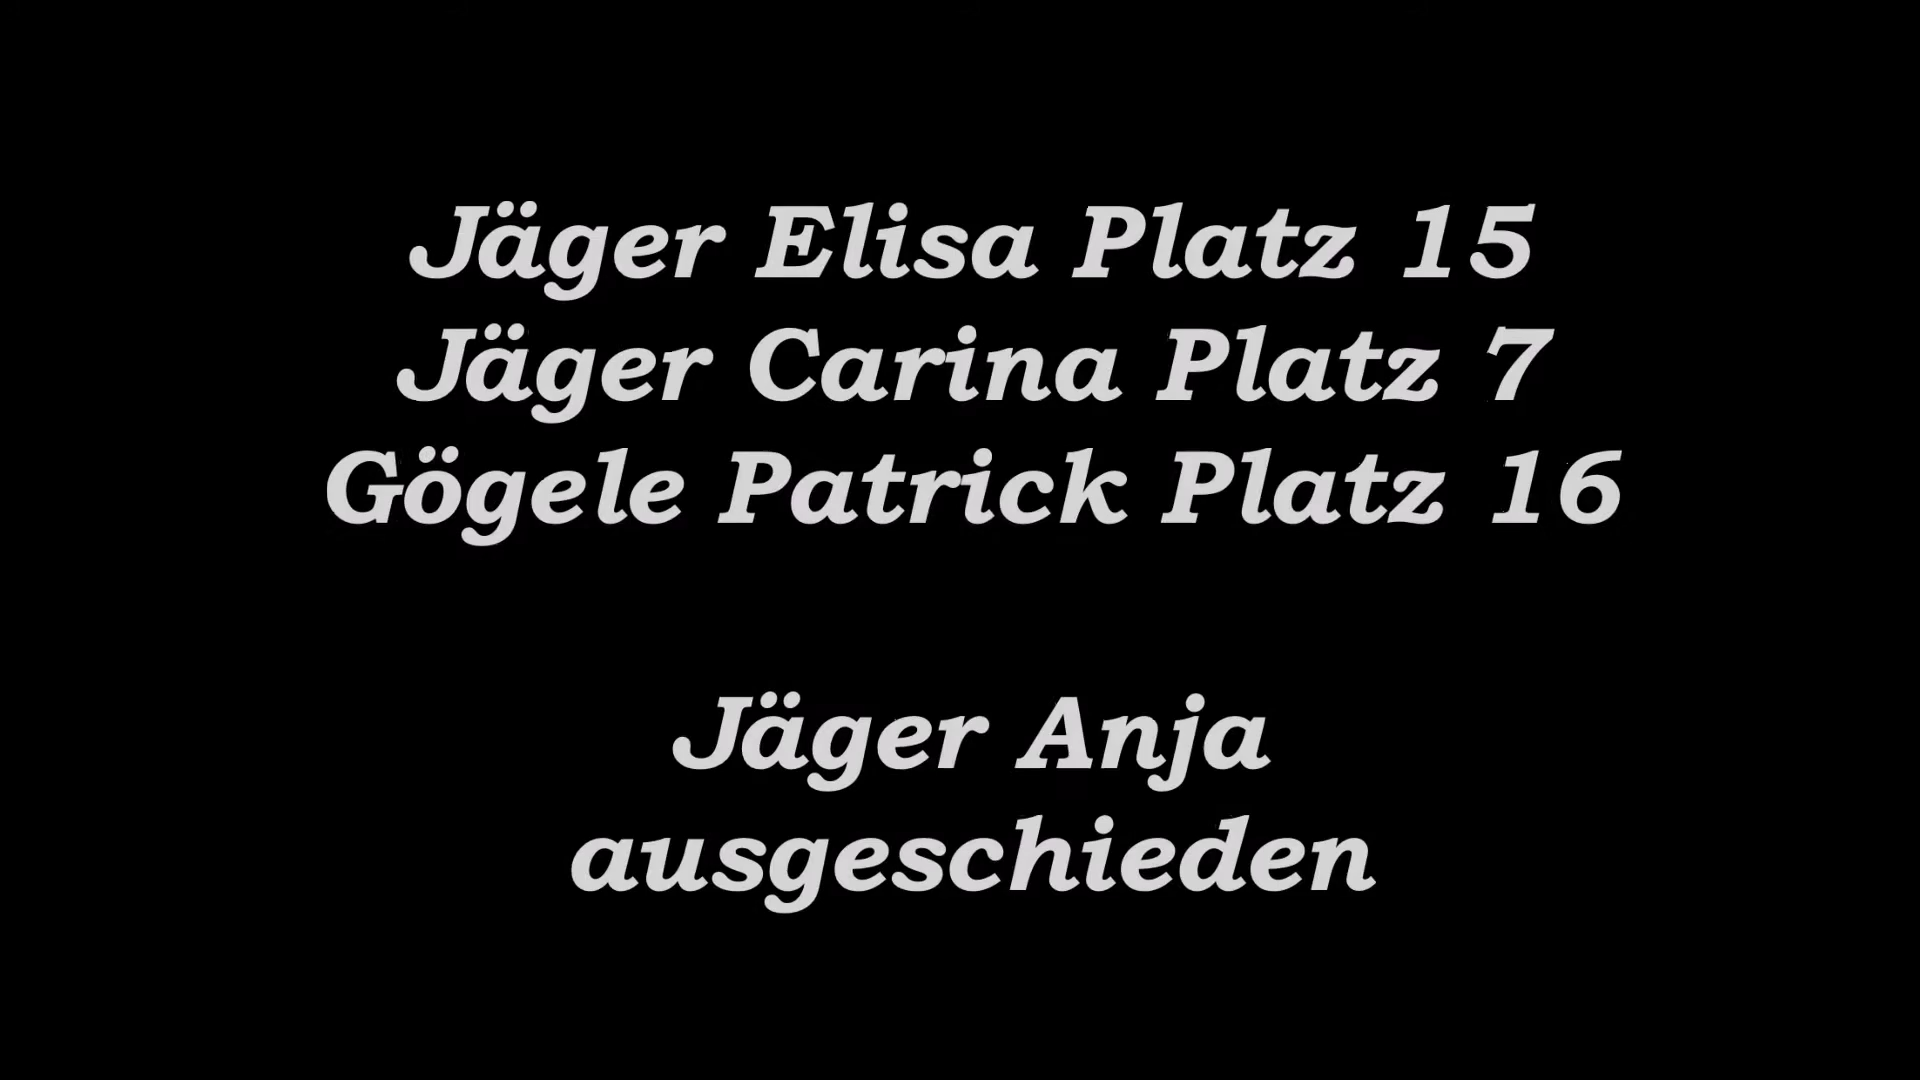 Jäger Elisa Platz 15
Jäger Carina Platz 7
Gögele Patrick Platz 16
Jäger Anja
ausgeschieden